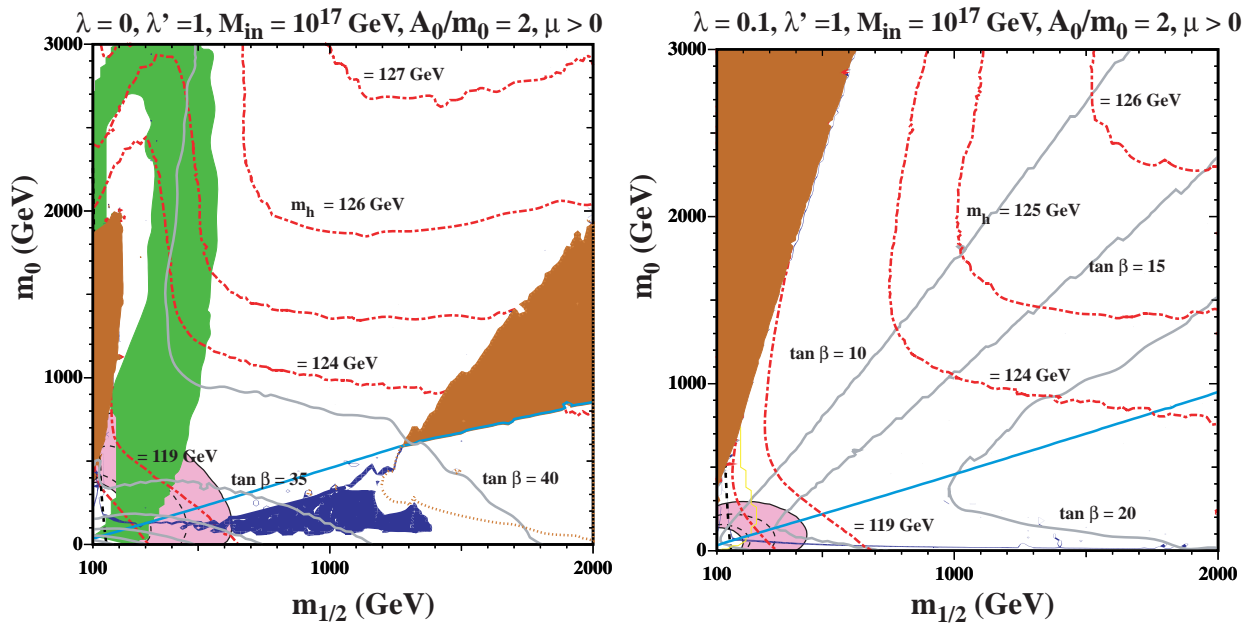 λ = 0, λ' =1, M_in = 10^17 GeV, A_0/m_0 = 2, μ > 0
3000
2000
1000
0
m_0 (GeV)
= 127 GeV
m_h = 126 GeV
= 124 GeV
= 119 GeV
tan β = 35
tan β = 40
100
1000
2000
m_1/2 (GeV)
λ = 0.1, λ' =1, M_in = 10^17 GeV, A_0/m_0 = 2, μ > 0
3000
2000
1000
0
m_0 (GeV)
= 126 GeV
m_h = 125 GeV
tan β = 15
tan β = 10
= 124 GeV
tan β = 20
= 119 GeV
100
1000
2000
m_1/2 (GeV)